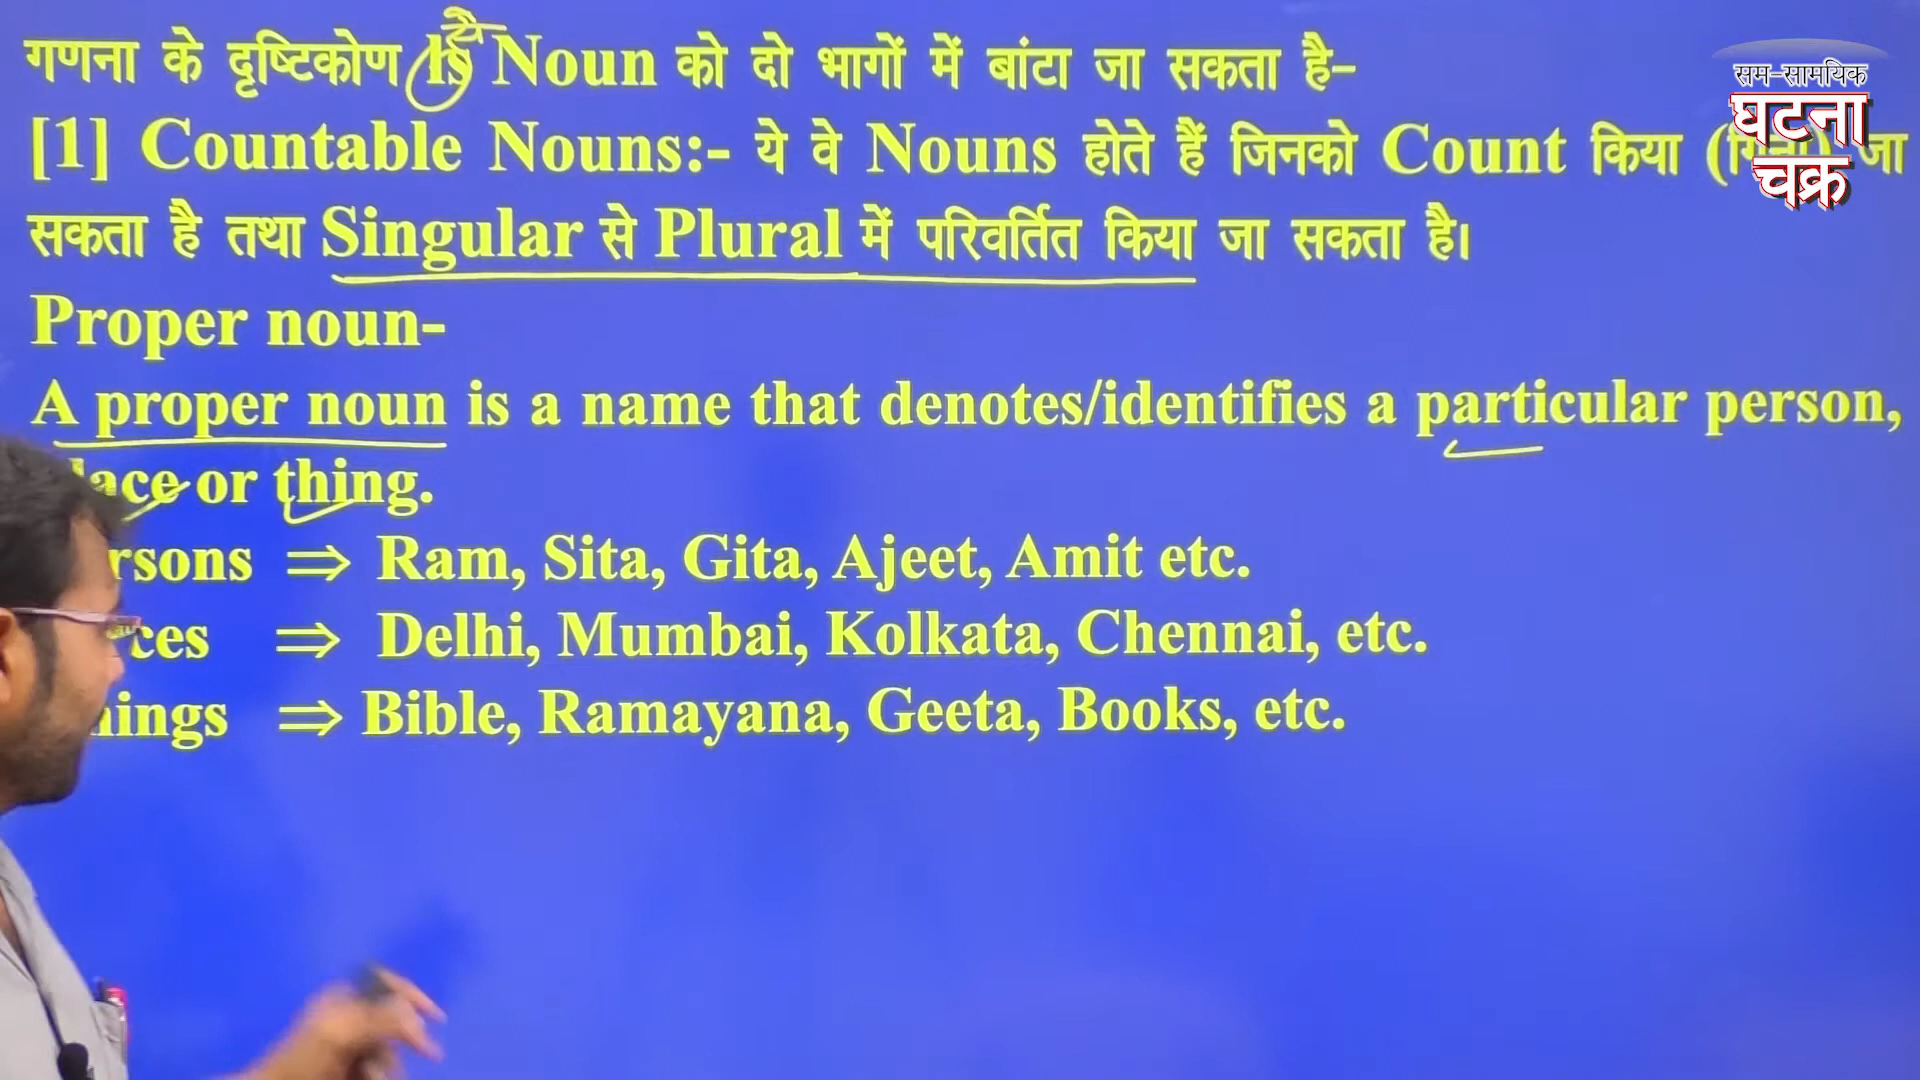 गणना के दृष्टिकोण Is है Noun को दो भागों में बांटा जा सकता है-
[1] Countable Nouns:- ये वे Nouns होते हैं जिनको Count किया जा
सकता है तथा Singular से Plural में परिवर्तित किया जा सकता है।
Proper noun-
A proper noun is a name that denotes/identifies a particular person,
or thing.
⇒ Ram, Sita, Gita, Ajeet, Amit etc.
⇒ Delhi, Mumbai, Kolkata, Chennai, etc.
⇒ Bible, Ramayana, Geeta, Books, etc.
सम-सामयिक
घटना
चक्र